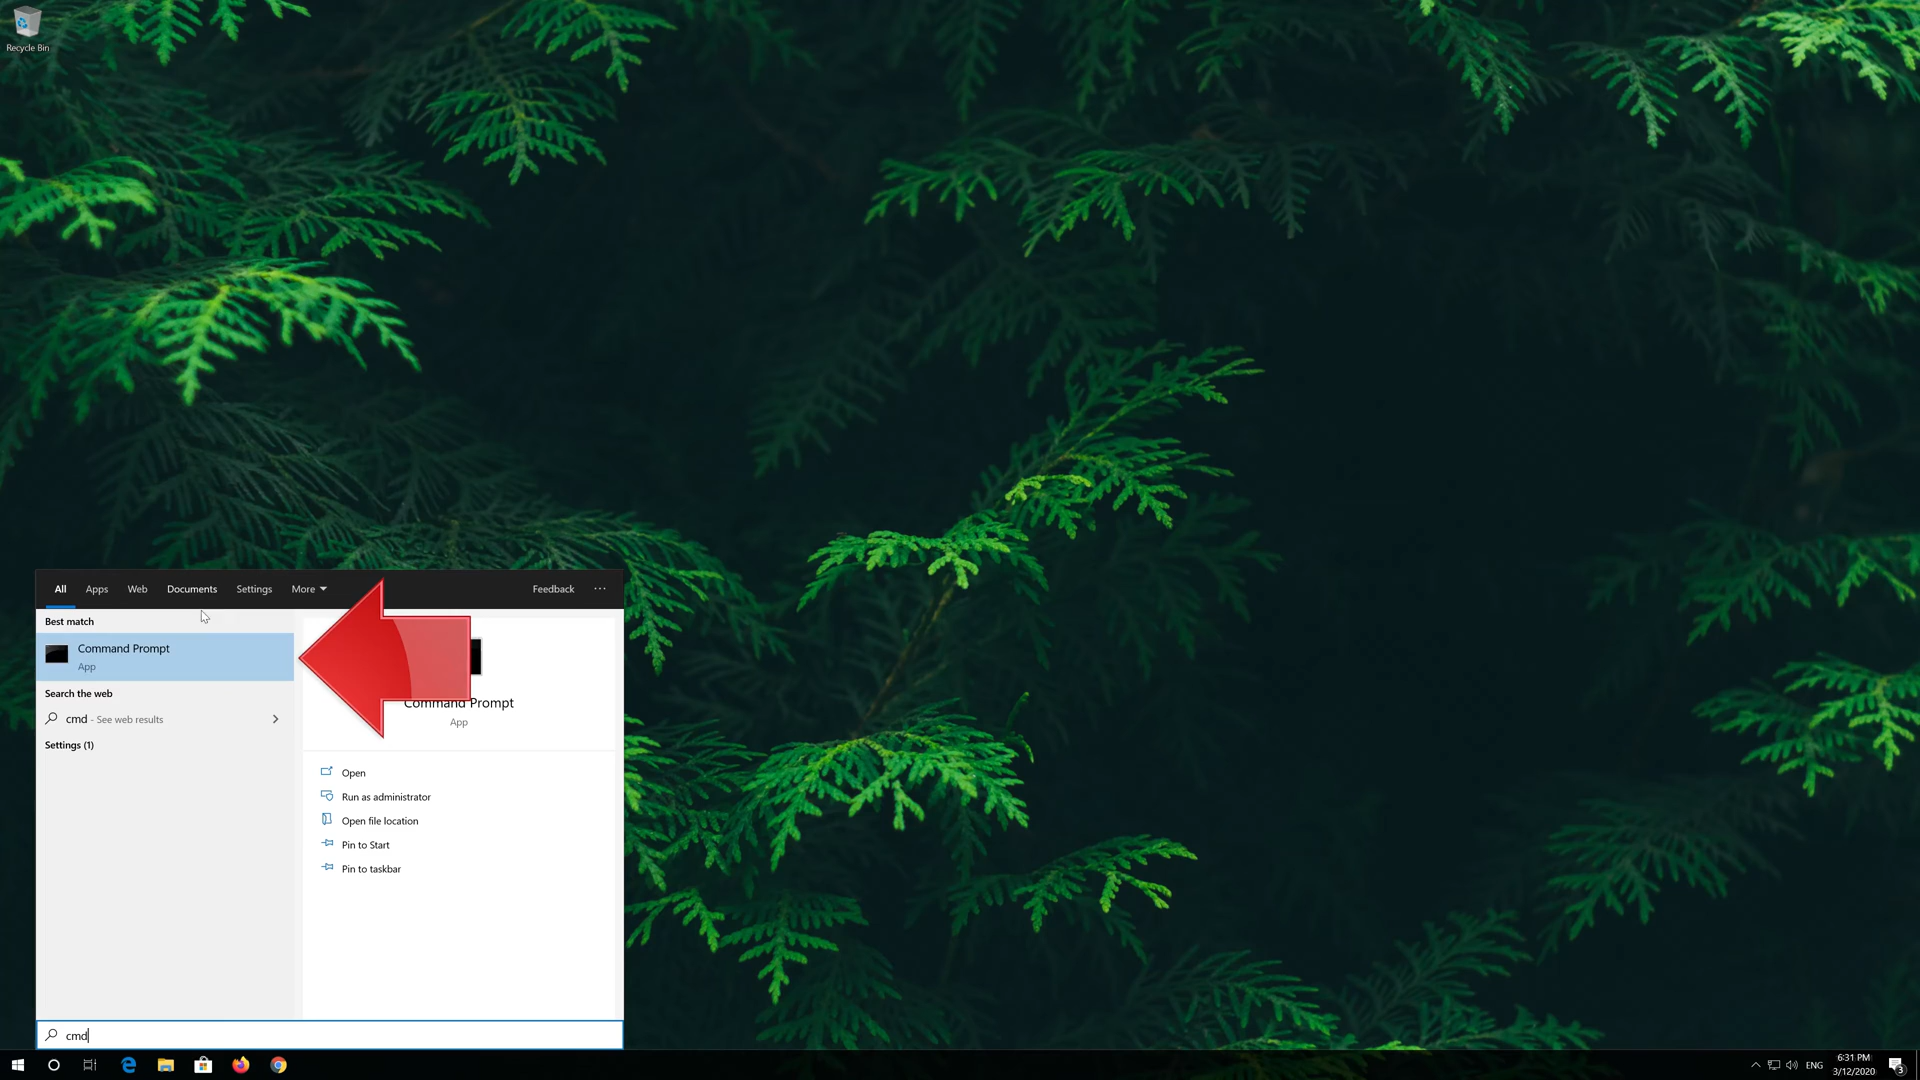 Recycle Bin
All Apps Web Documents Settings More Feedback ...
Best match
Command Prompt
App
Search the web
cmd - See web results
Settings (1)
Command Prompt
App
Open
Run as administrator
Open file location
Pin to Start
Pin to taskbar
cmd
ENG
6:31 PM
3/12/2020
3